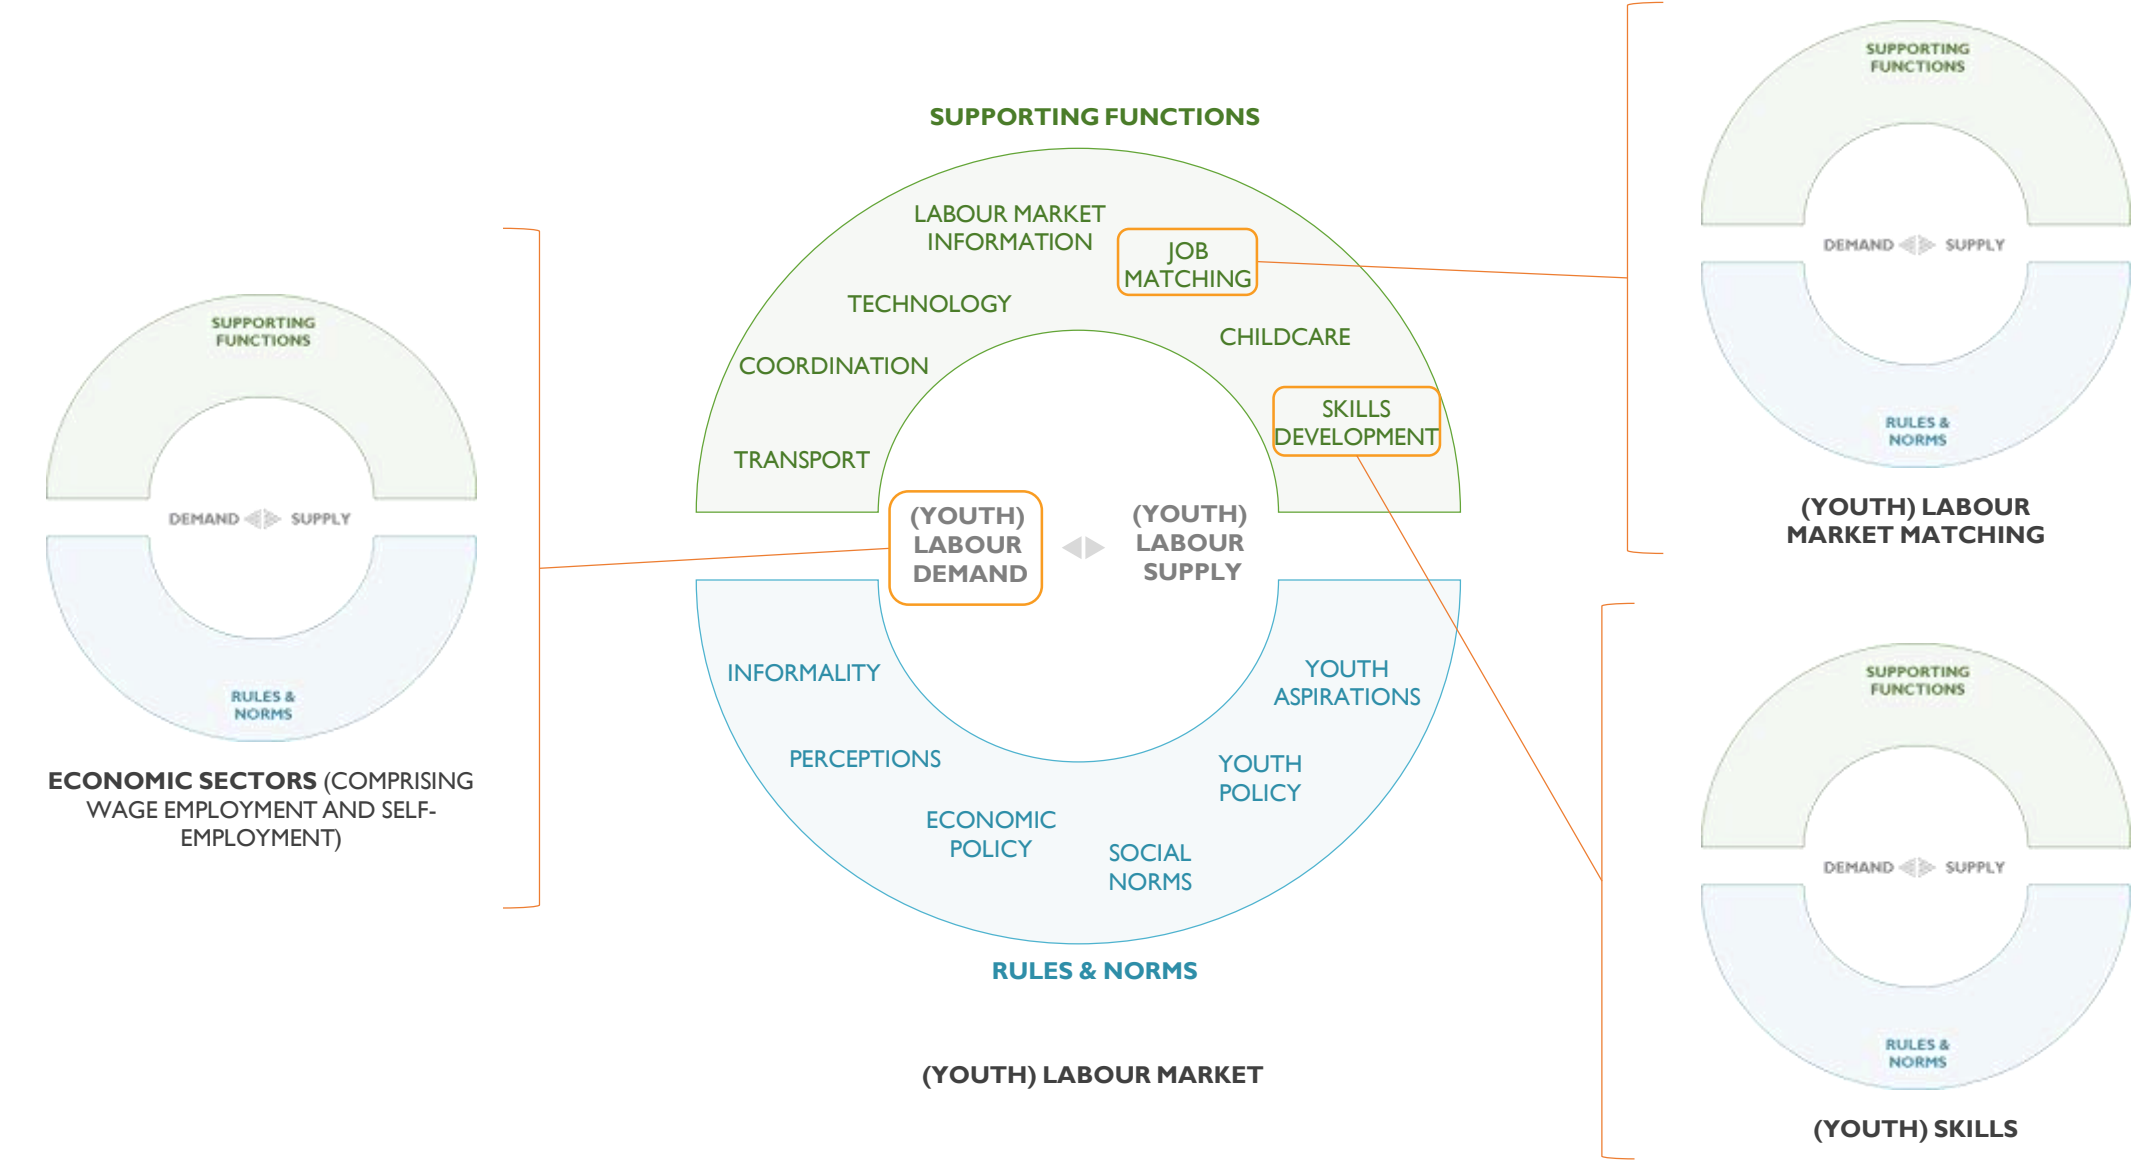 SUPPORTING
FUNCTIONS
DEMAND SUPPLY
RULES &
NORMS
ECONOMIC SECTORS (COMPRISING
WAGE EMPLOYMENT AND SELF-
EMPLOYMENT)
SUPPORTING FUNCTIONS
LABOUR MARKET
INFORMATION
JOB
MATCHING
TECHNOLOGY
CHILDCARE
COORDINATION
SKILLS
DEVELOPMENT
TRANSPORT
(YOUTH)
LABOUR
DEMAND
(YOUTH)
LABOUR
SUPPLY
INFORMALITY
YOUTH
ASPIRATIONS
PERCEPTIONS
YOUTH
POLICY
ECONOMIC
POLICY
SOCIAL
NORMS
RULES & NORMS
(YOUTH) LABOUR MARKET
SUPPORTING
FUNCTIONS
DEMAND SUPPLY
RULES &
NORMS
(YOUTH) LABOUR
MARKET MATCHING
SUPPORTING
FUNCTIONS
DEMAND SUPPLY
RULES &
NORMS
(YOUTH) SKILLS